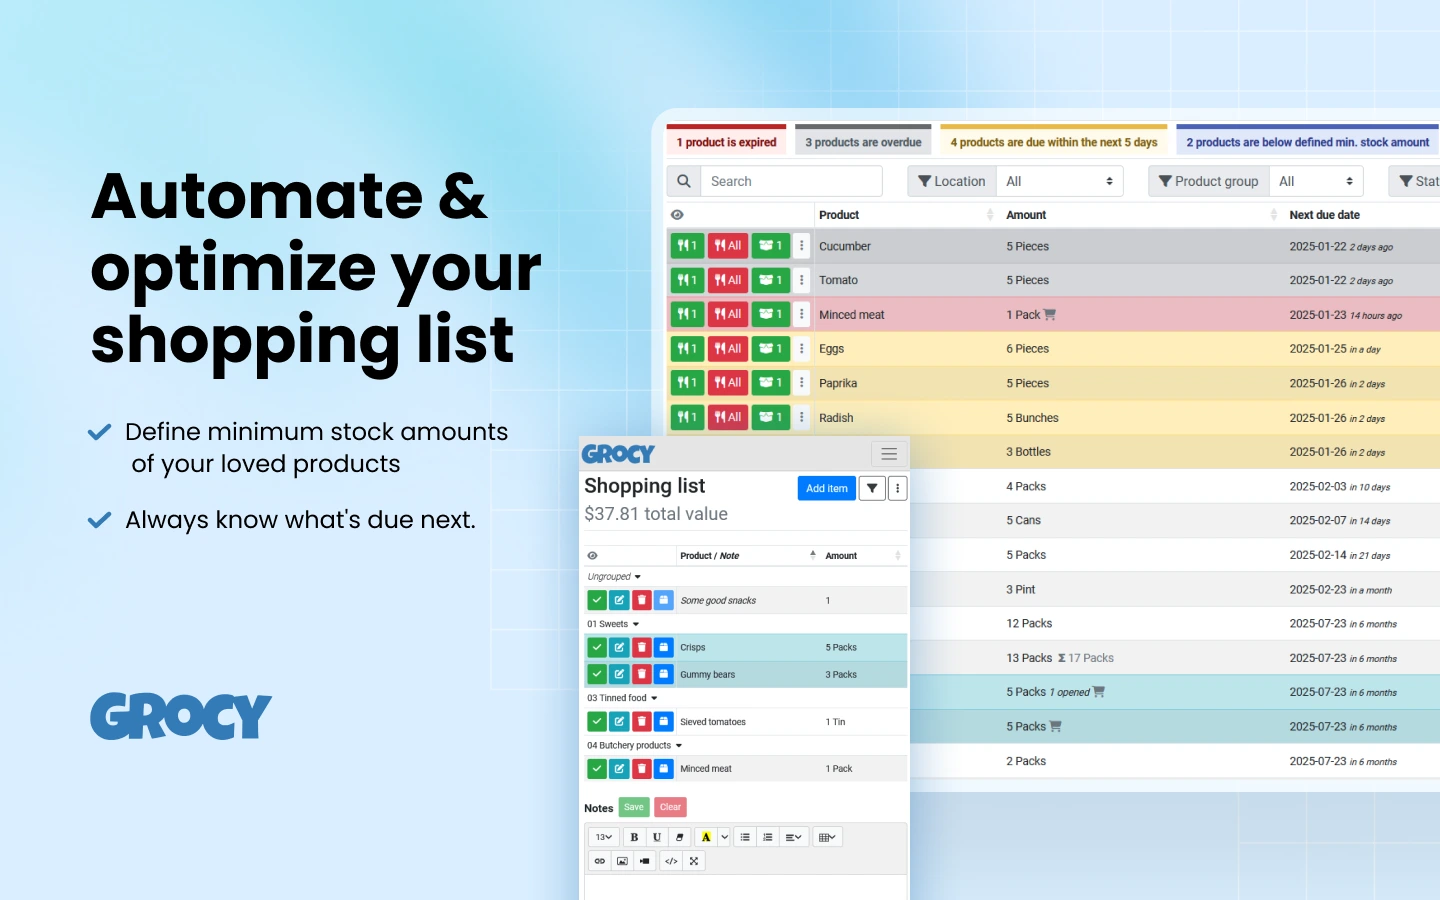 Automate &
optimize your
shopping list
Define minimum stock amounts
of your loved products
Always know what's due next.
GROCY
1 product is expired
3 products are overdue
4 products are due within the next 5 days
2 products are below defined min. stock amount
Search
Location
All
Product group
All
Stat
Product
Amount
Next due date
1 All 1 Cucumber 5 Pieces 2025-01-22 2 days ago
1 All 1 Tomato 5 Pieces 2025-01-22 2 days ago
1 All 1 Minced meat 1 Pack 2025-01-23 14 hours ago
1 All 1 Eggs 6 Pieces 2025-01-25 in a day
1 All 1 Paprika 5 Pieces 2025-01-26 in 2 days
1 All 1 Radish 5 Bunches 2025-01-26 in 2 days
3 Bottles 2025-01-26 in 2 days
4 Packs 2025-02-03 in 10 days
5 Cans 2025-02-07 in 14 days
5 Packs 2025-02-14 in 21 days
3 Pint 2025-02-23 in a month
12 Packs 2025-07-23 in 6 months
13 Packs Σ 17 Packs 2025-07-23 in 6 months
5 Packs 1 opened 2025-07-23 in 6 months
5 Packs 2025-07-23 in 6 months
2 Packs 2025-07-23 in 6 months
GROCY
Shopping list
Add item
$37.81 total value
Product / Note
Amount
Ungrouped
Some good snacks 1
01 Sweets
Crisps 5 Packs
Gummy bears 3 Packs
03 Tinned food
Sieved tomatoes 1 Tin
04 Butchery products
Minced meat 1 Pack
Notes
Save
Clear
13
B
U
A
</>